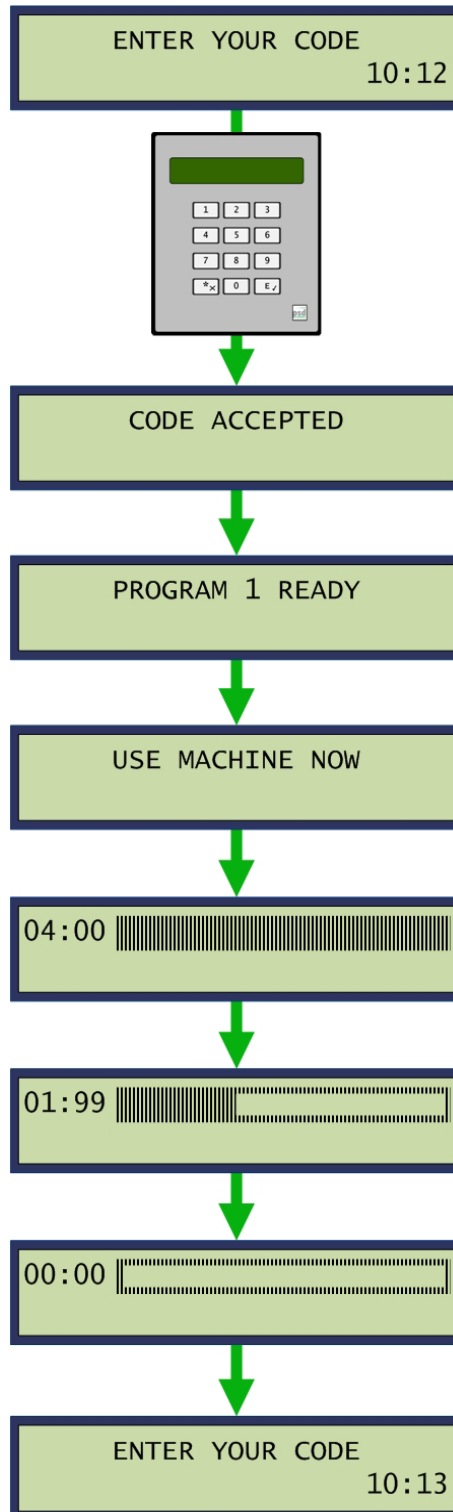 ENTER YOUR CODE
10:12
1 2 3
4 5 6
7 8 9
*x 0 E✓
psd
CODE ACCEPTED
PROGRAM 1 READY
USE MACHINE NOW
04:00
01:99
00:00
ENTER YOUR CODE
10:13